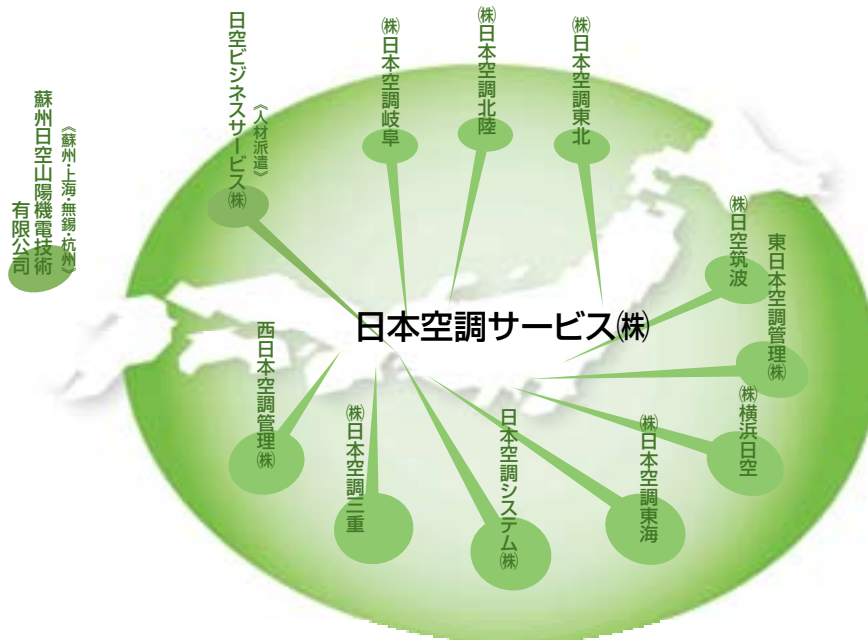 《蘇州・上海・無錫・杭州》
蘇州日空山陽機電技術
有限公司
《人材派遣》
日空ビジネスサービス㈱
㈱日本空調岐阜
㈱日本空調北陸
㈱日本空調東北
㈱日空筑波
東日本空調管理㈱
日本空調サービス㈱
西日本空調管理㈱
㈱日本空調三重
日本空調システム㈱
㈱日本空調東海
㈱横浜日空